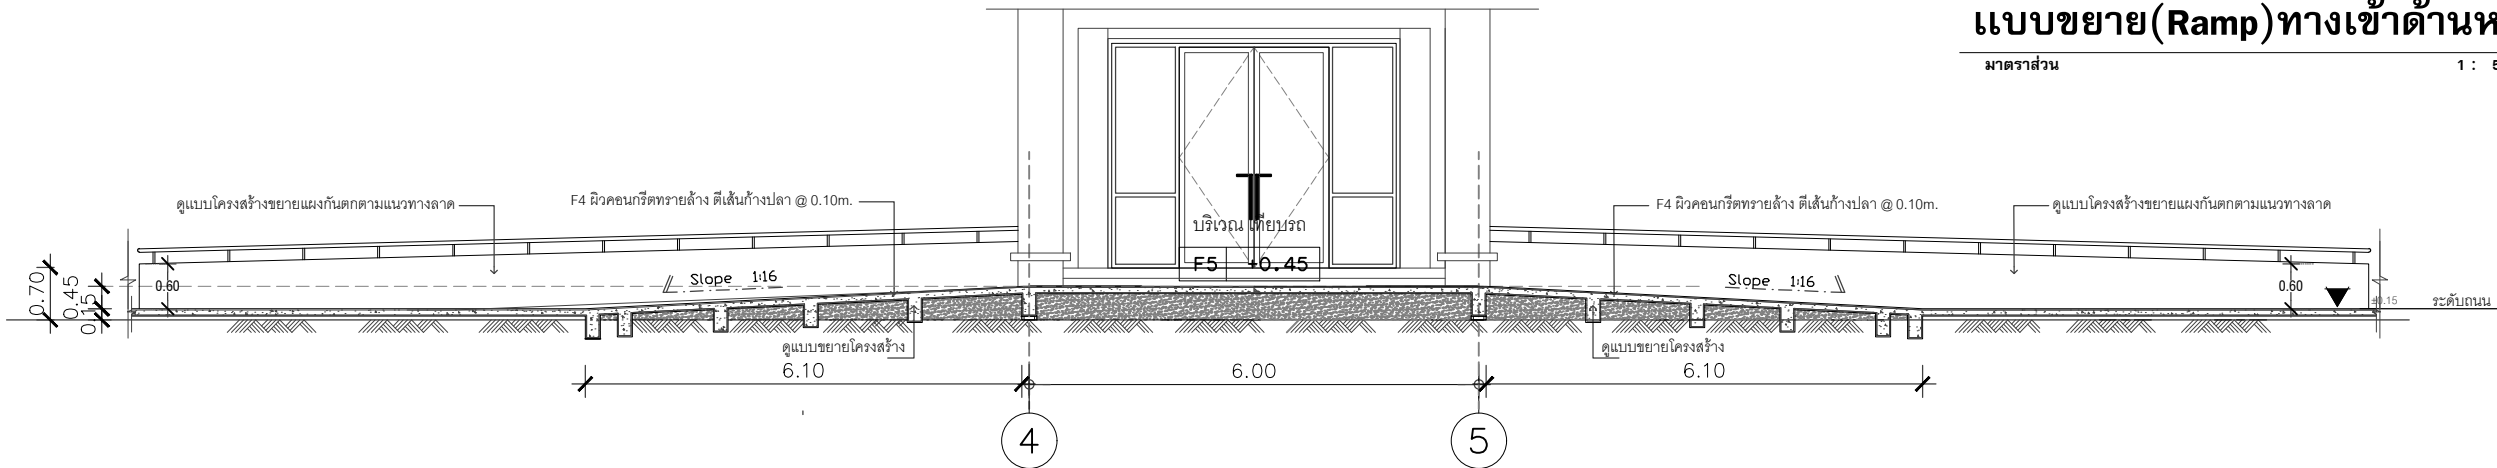 แบบขยาย(Ramp)ทางเข้าด้านห
มาตราส่วน 1 : 5
ดูแบบโครงสร้างขยายแผงกันตกตามแนวทางลาด
F4 ผิวคอนกรีตทรายล้าง ตีเส้นก้างปลา @ 0.10m.
F4 ผิวคอนกรีตทรายล้าง ตีเส้นก้างปลา @ 0.10m.
ดูแบบโครงสร้างขยายแผงกันตกตามแนวทางลาด
บริเวณ เทียบรถ
F5 +0.45
Slope 1:16
Slope 1:16
0.70
0.45
0.15
0.60
0.60
±0.15
ระดับถนน
ดูแบบขยายโครงสร้าง
ดูแบบขยายโครงสร้าง
6.10
6.00
6.10
4
5